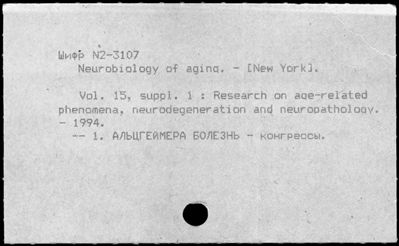 Шифр N2-3107
Neurobiology of aging. - [New York].
Vol. 15, suppl. 1 : Research on age-related
phenomena, neurodegeneration and neuropathology.
- 1994.
-- 1. АЛЬЦГЕЙМЕРА БОЛЕЗНЬ - конгрессы.